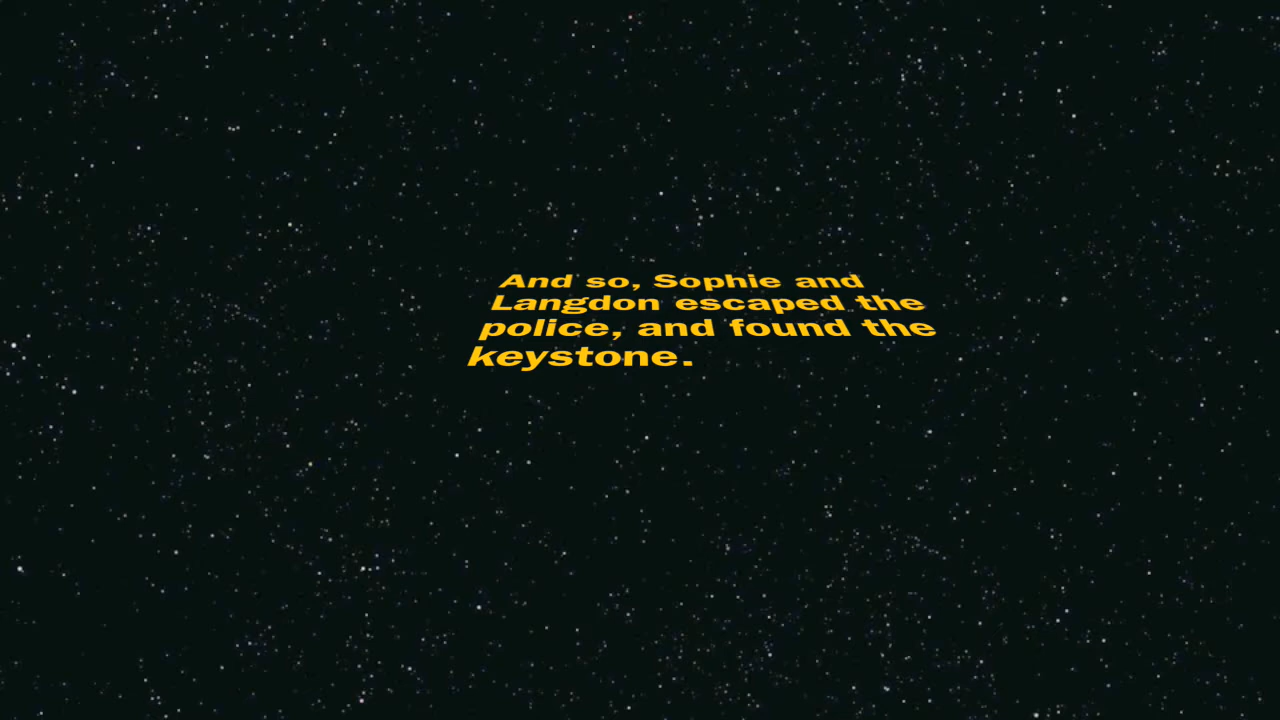 And so, Sophie and
Langdon escaped the
police, and found the
keystone.